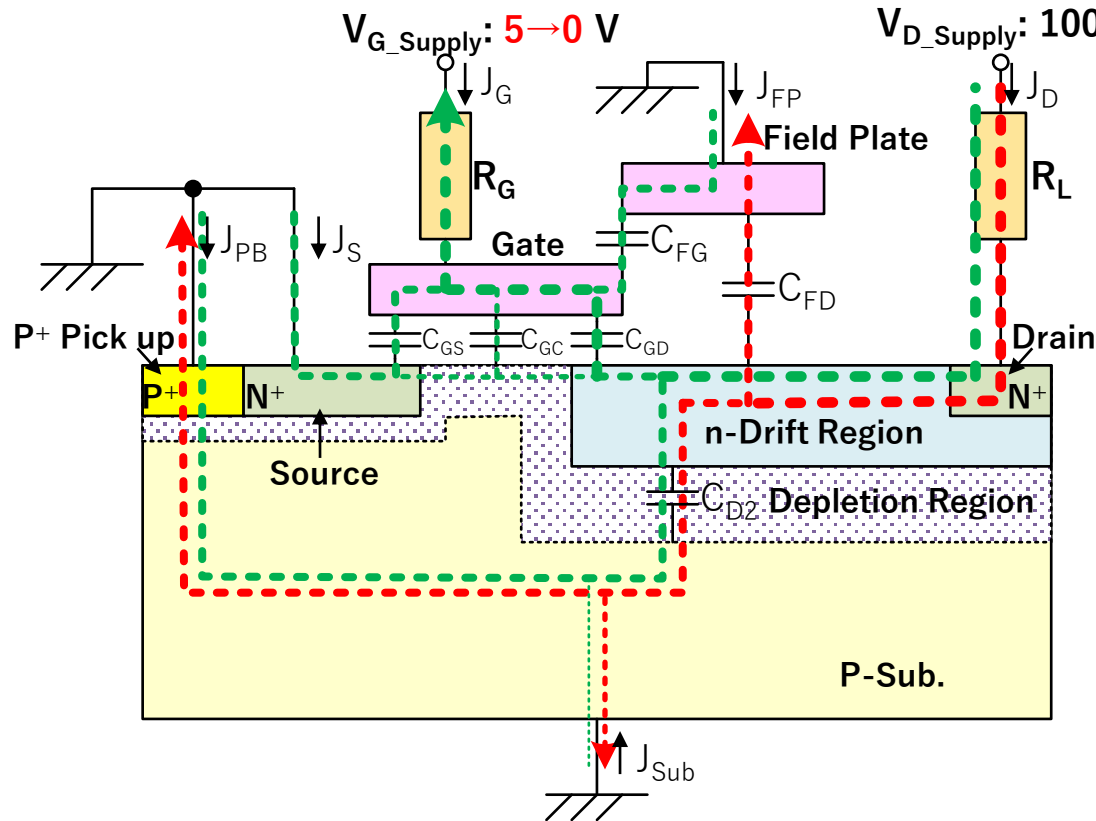 V_G_Supply: 5→0 V
V_D_Supply: 100
J_G
J_FP
J_D
Field Plate
R_G
R_L
J_PB
J_S
Gate
C_FG
C_FD
P⁺ Pick up
C_GS
C_GC
C_GD
Drain
P⁺
N⁺
N⁺
n-Drift Region
Source
C_D2
Depletion Region
P-Sub.
J_Sub